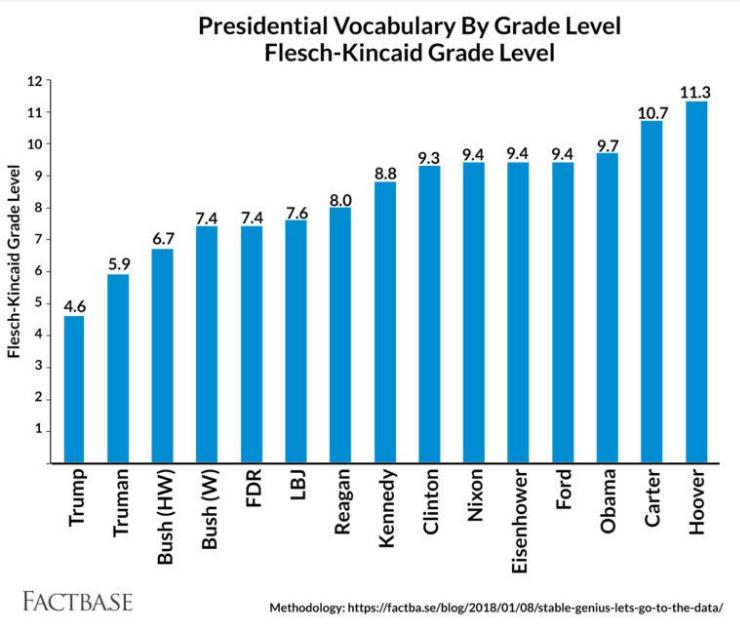 Presidential Vocabulary By Grade Level
Flesch-Kincaid Grade Level
Flesch-Kincaid Grade Level
12
11
10
9
8
7
6
5
4
3
2
1
4.6
5.9
6.7
7.4
7.4
7.6
8.0
8.8
9.3
9.4
9.4
9.4
9.7
10.7
11.3
Trump
Truman
Bush (HW)
Bush (W)
FDR
LBJ
Reagan
Kennedy
Clinton
Nixon
Eisenhower
Ford
Obama
Carter
Hoover
FACTBASE
Methodology: https://factba.se/blog/2018/01/08/stable-genius-lets-go-to-the-data/